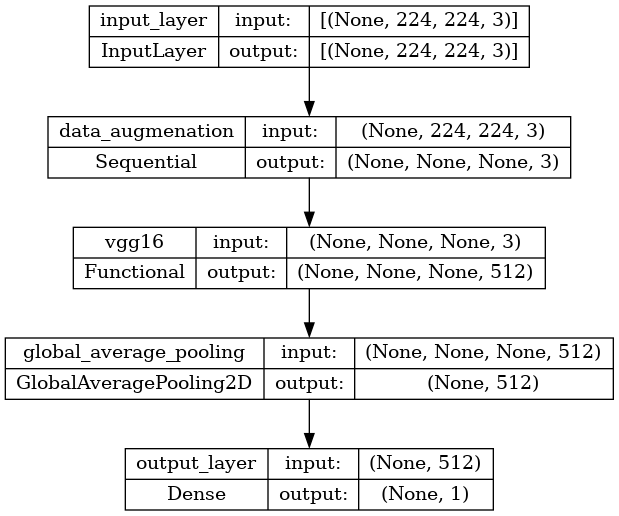 input_layer input: [(None, 224, 224, 3)]
InputLayer output: [(None, 224, 224, 3)]
data_augmenation input: (None, 224, 224, 3)
Sequential output: (None, None, None, 3)
vgg16 input: (None, None, None, 3)
Functional output: (None, None, None, 512)
global_average_pooling input: (None, None, None, 512)
GlobalAveragePooling2D output: (None, 512)
output_layer input: (None, 512)
Dense output: (None, 1)